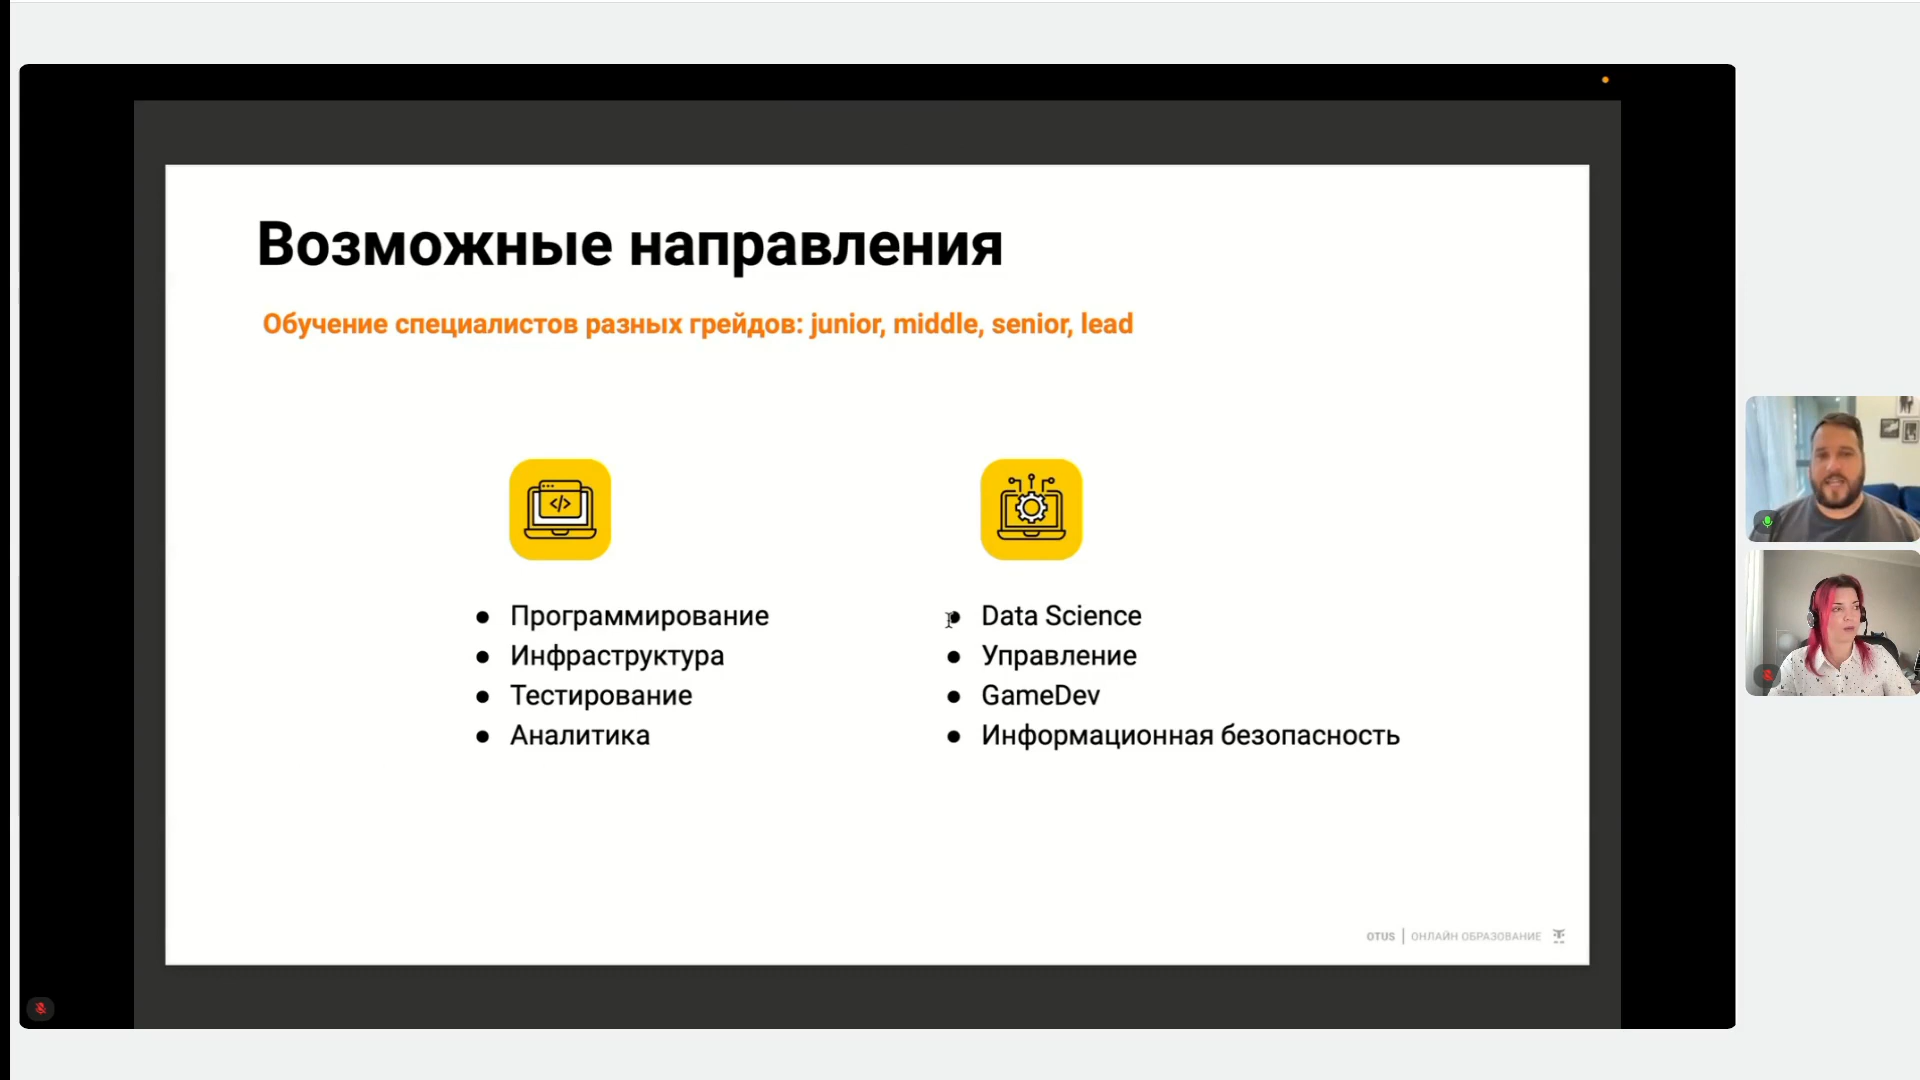 Возможные направления
Обучение специалистов разных грейдов: junior, middle, senior, lead
</>
Программирование
Инфраструктура
Тестирование
Аналитика
Data Science
Управление
GameDev
Информационная безопасность
OTUS | ОНЛАЙН ОБРАЗОВАНИЕ